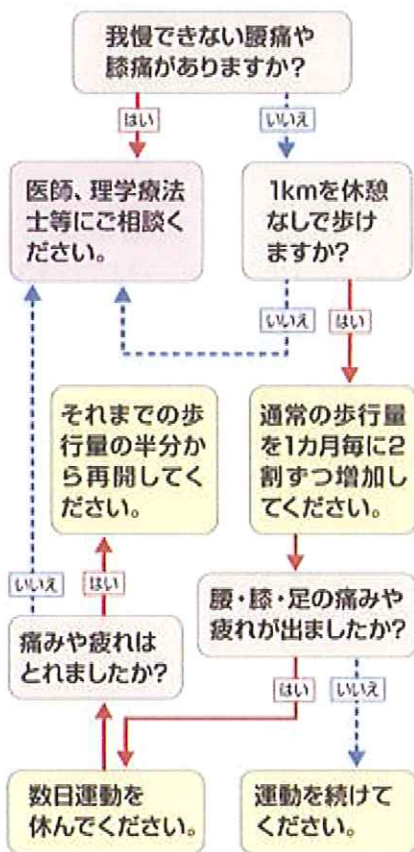 我慢できない腰痛や
膝痛がありますか?
はい
いいえ
医師、理学療法
士等にご相談く
ださい。
1kmを休憩
なしで歩け
ますか?
いいえ
はい
それまでの歩
行量の半分か
ら再開してく
ださい。
通常の歩行量
を1カ月毎に2
割ずつ増加し
てください。
いいえ
はい
痛みや疲れは
とれましたか?
腰・膝・足の痛みや
疲れが出ましたか?
はい
いいえ
数日運動を
休んでください。
運動を続けて
ください。